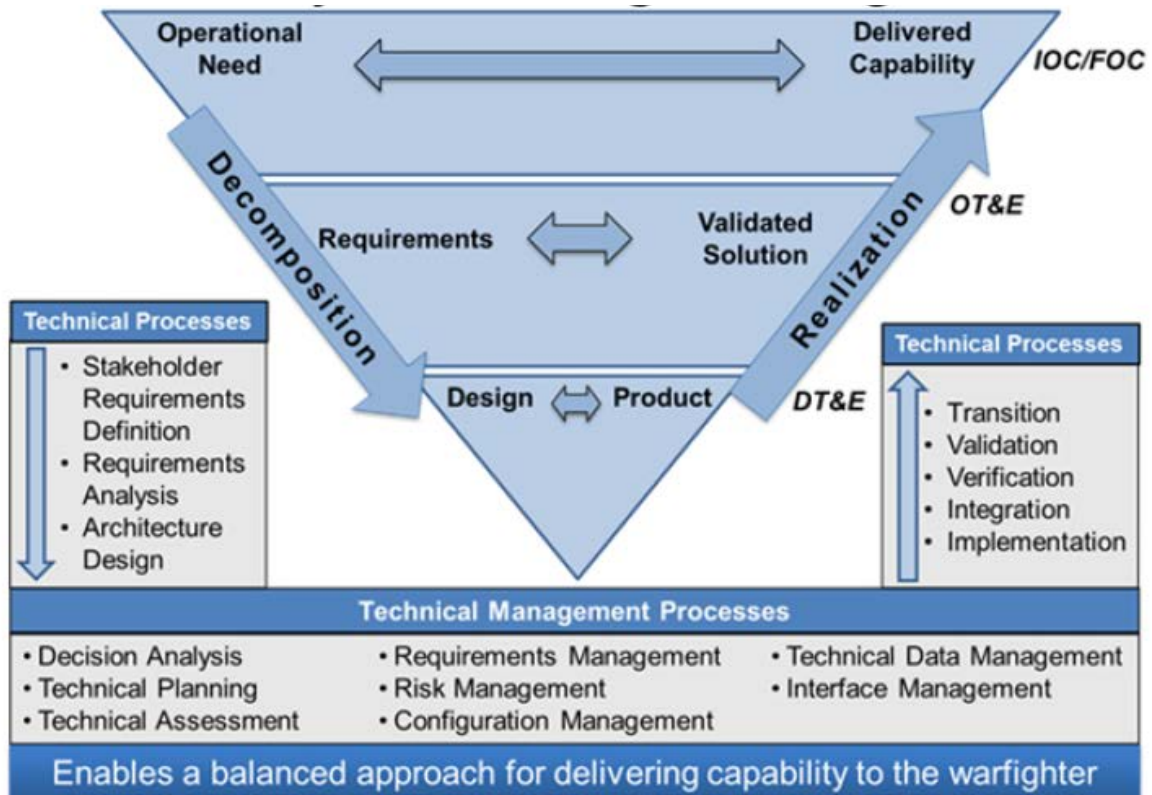 Operational
Need
Delivered
Capability
IOC/FOC
Decomposition
Realization
OT&E
Requirements
Validated
Solution
Technical Processes
• Stakeholder
Requirements
Definition
• Requirements
Analysis
• Architecture
Design
Design
Product
DT&E
Technical Processes
• Transition
• Validation
• Verification
• Integration
• Implementation
Technical Management Processes
• Decision Analysis
• Technical Planning
• Technical Assessment
• Requirements Management
• Risk Management
• Configuration Management
• Technical Data Management
• Interface Management
Enables a balanced approach for delivering capability to the warfighter